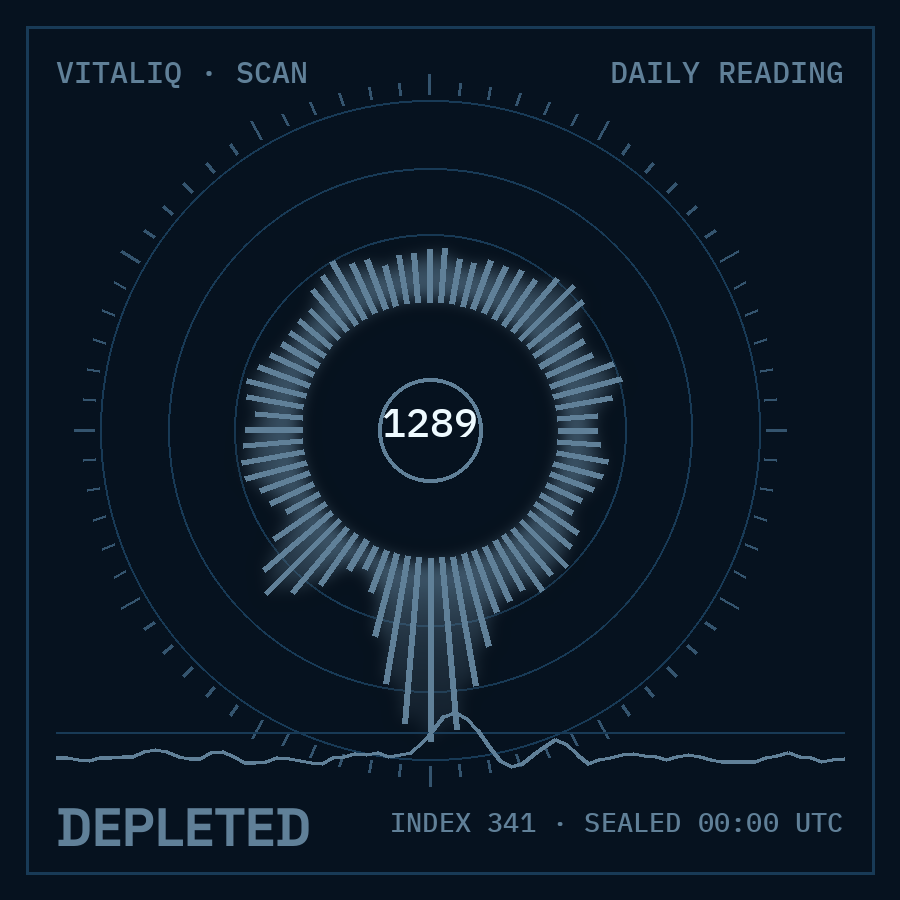 VITALIQ · SCAN
DAILY READING
1289
DEPLETED
INDEX 341 · SEALED 00:00 UTC